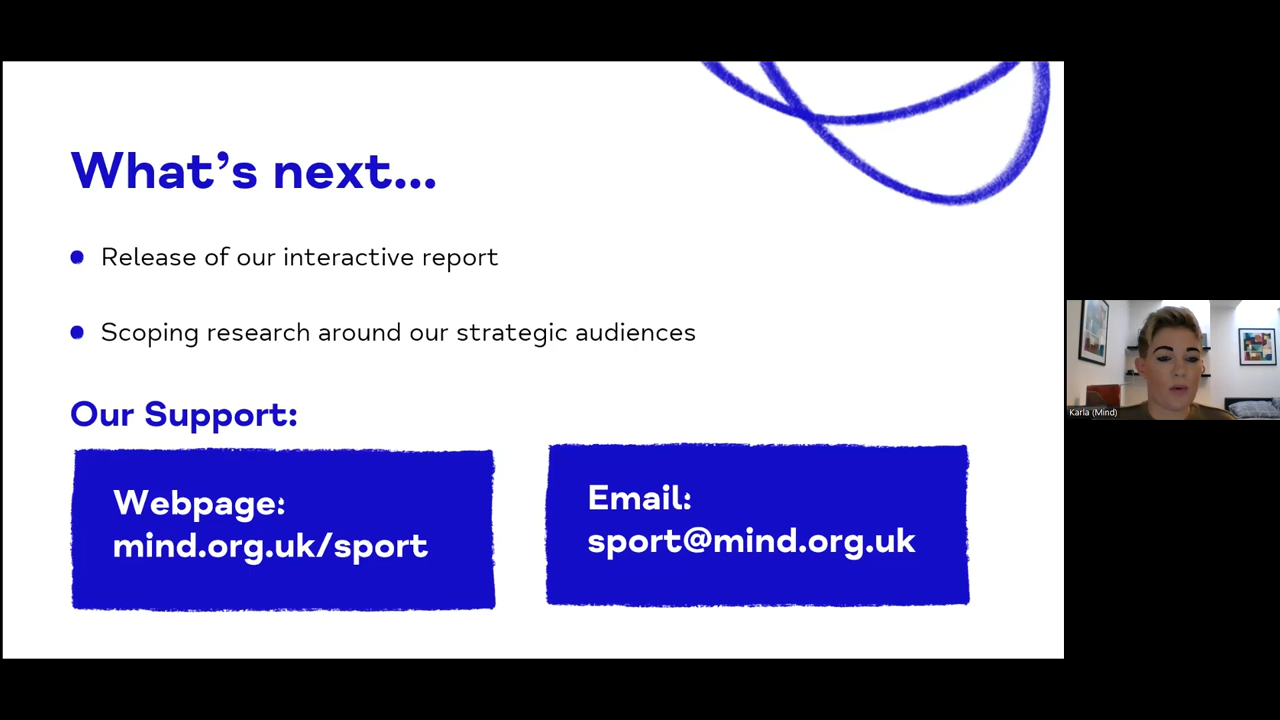 What's next...
Release of our interactive report
Scoping research around our strategic audiences
Our Support:
Webpage:
mind.org.uk/sport
Email:
sport@mind.org.uk
Karla (Mind)